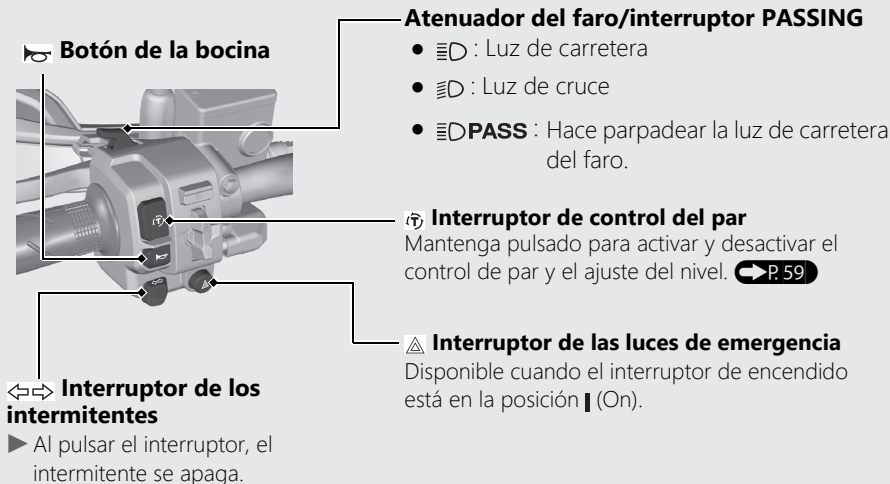 Botón de la bocina
Atenuador del faro/interruptor PASSING
● : Luz de carretera
● : Luz de cruce
● PASS : Hace parpadear la luz de carretera
del faro.
Interruptor de control del par
Mantenga pulsado para activar y desactivar el
control de par y el ajuste del nivel. ➔P. 59
Interruptor de las luces de emergencia
Disponible cuando el interruptor de encendido
está en la posición I (On).
Interruptor de los
intermitentes
▶ Al pulsar el interruptor, el
intermitente se apaga.